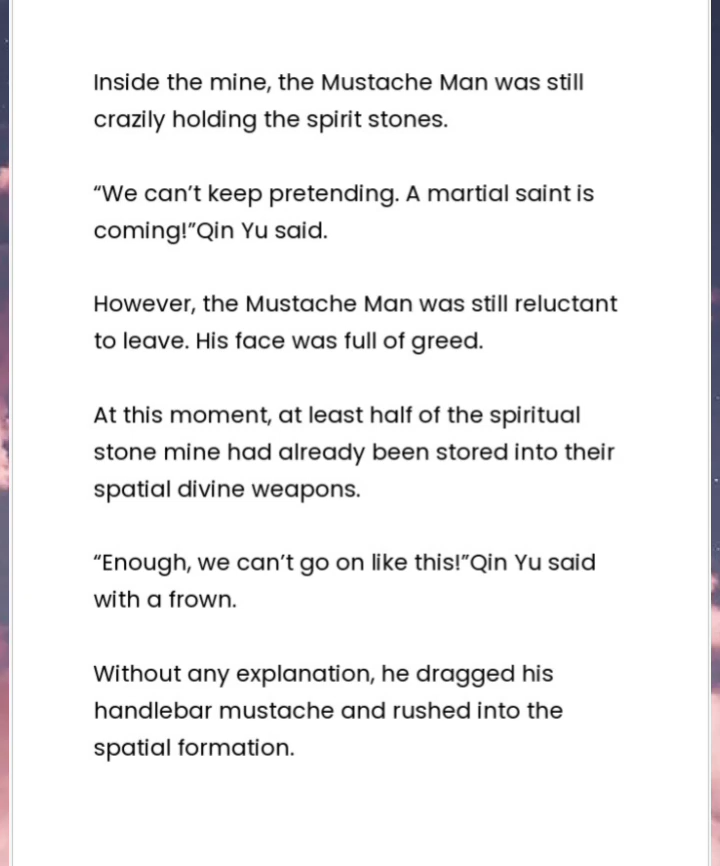 Inside the mine, the Mustache Man was still
crazily holding the spirit stones.
“We can’t keep pretending. A martial saint is
coming!”Qin Yu said.
However, the Mustache Man was still reluctant
to leave. His face was full of greed.
At this moment, at least half of the spiritual
stone mine had already been stored into their
spatial divine weapons.
“Enough, we can’t go on like this!”Qin Yu said
with a frown.
Without any explanation, he dragged his
handlebar mustache and rushed into the
spatial formation.